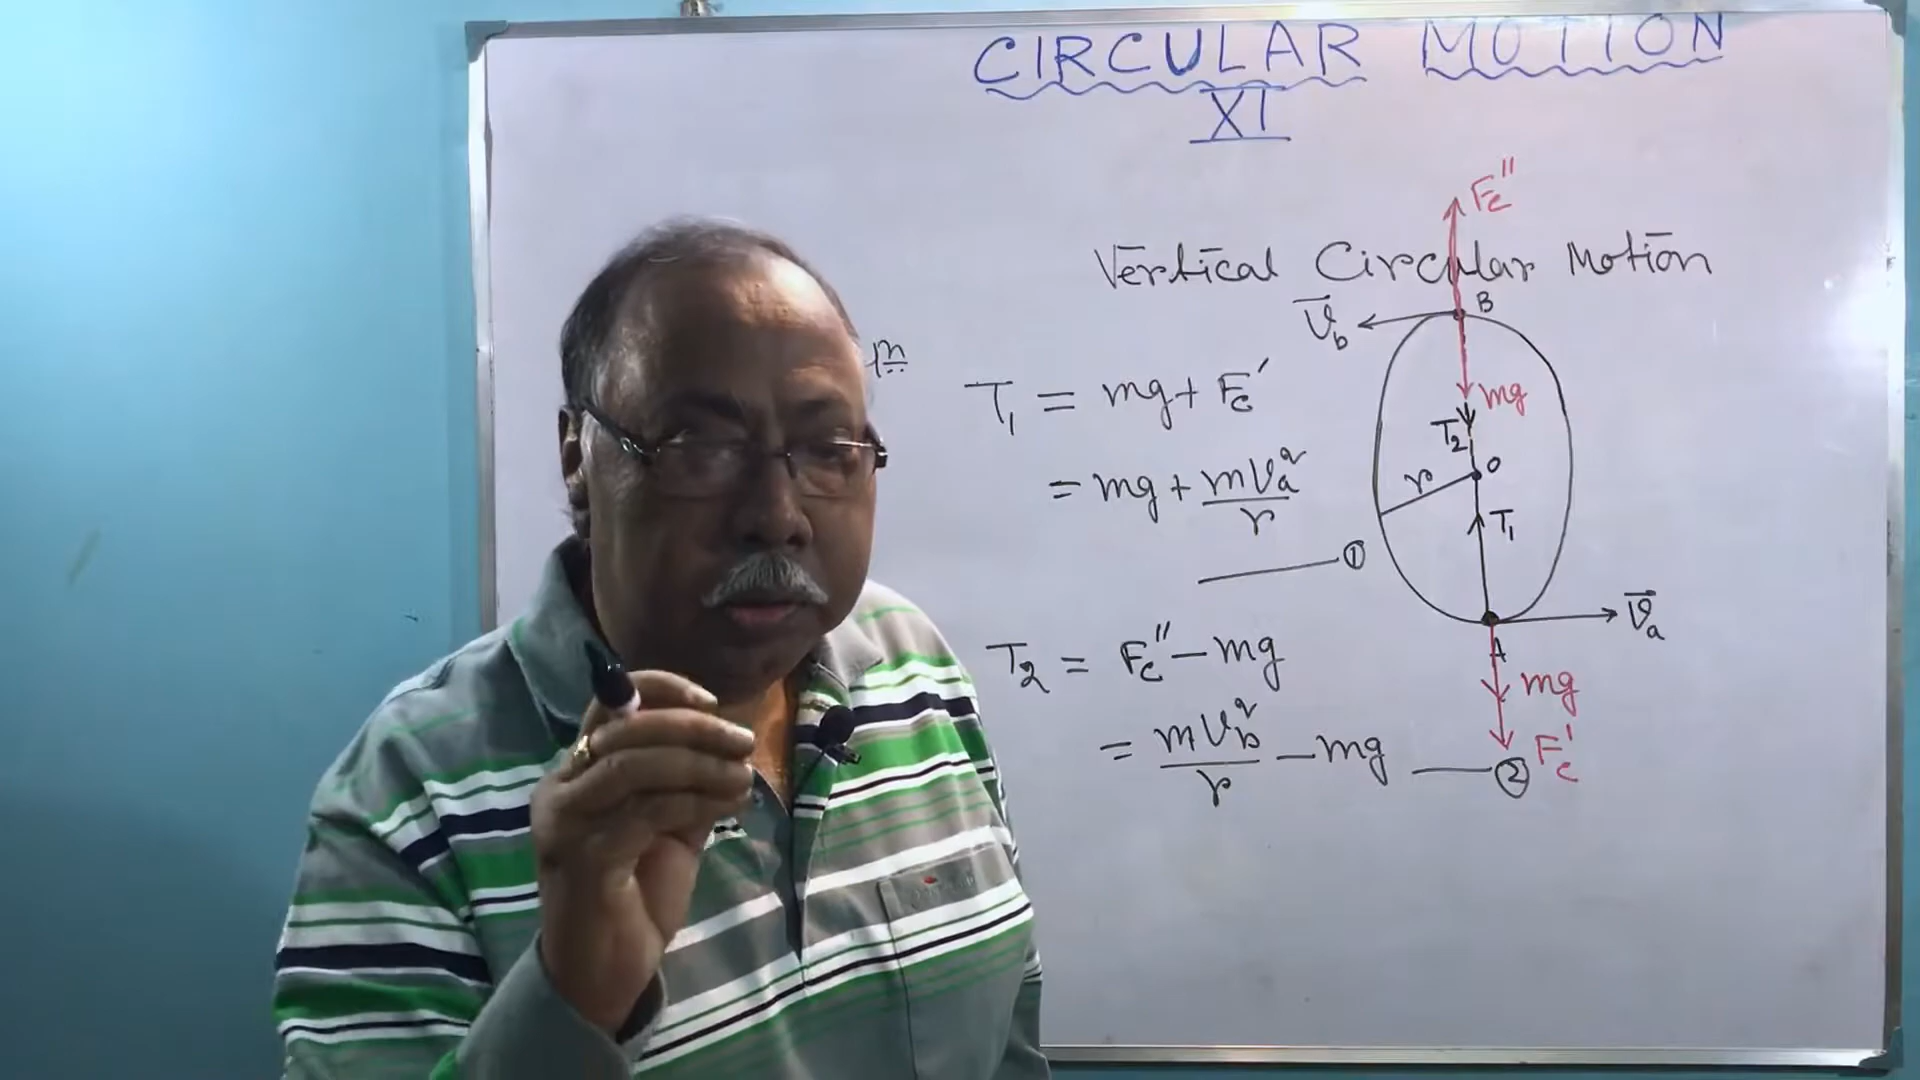 CIRCULAR MOTION
XI
Fc''
Vertical Circular Motion
B
V⃗b
m
T₁ = mg + Fc'
mg
T₂
O
= mg + mVa²/r
r
T₁
①
V⃗a
A
T₂ = Fc'' - mg
mg
= mVb²/r - mg ②
Fc'